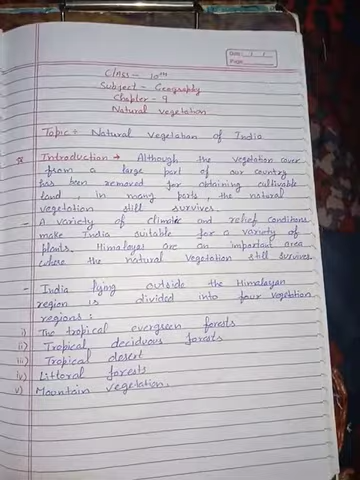 Date: / /
Page:
Class - 10th
Subject - Geography
Chapter - 9
Natural vegetation
Topic :- Natural Vegetation of India
Introduction → Although the vegetation cover
from a large part of our country
has been removed for obtaining cultivable
land, in many parts, the natural
vegetation still survives.
A variety of climatic and relief conditions
make India suitable for a variety of
plants. Himalayas are an important area
where the natural vegetation still survives.
- India lying outside the Himalayan
region is divided into four vegetation
regions :
i) The tropical evergreen forests
ii) Tropical deciduous forests
iii) Tropical desert
iv) Littoral forests
v) Mountain vegetation.